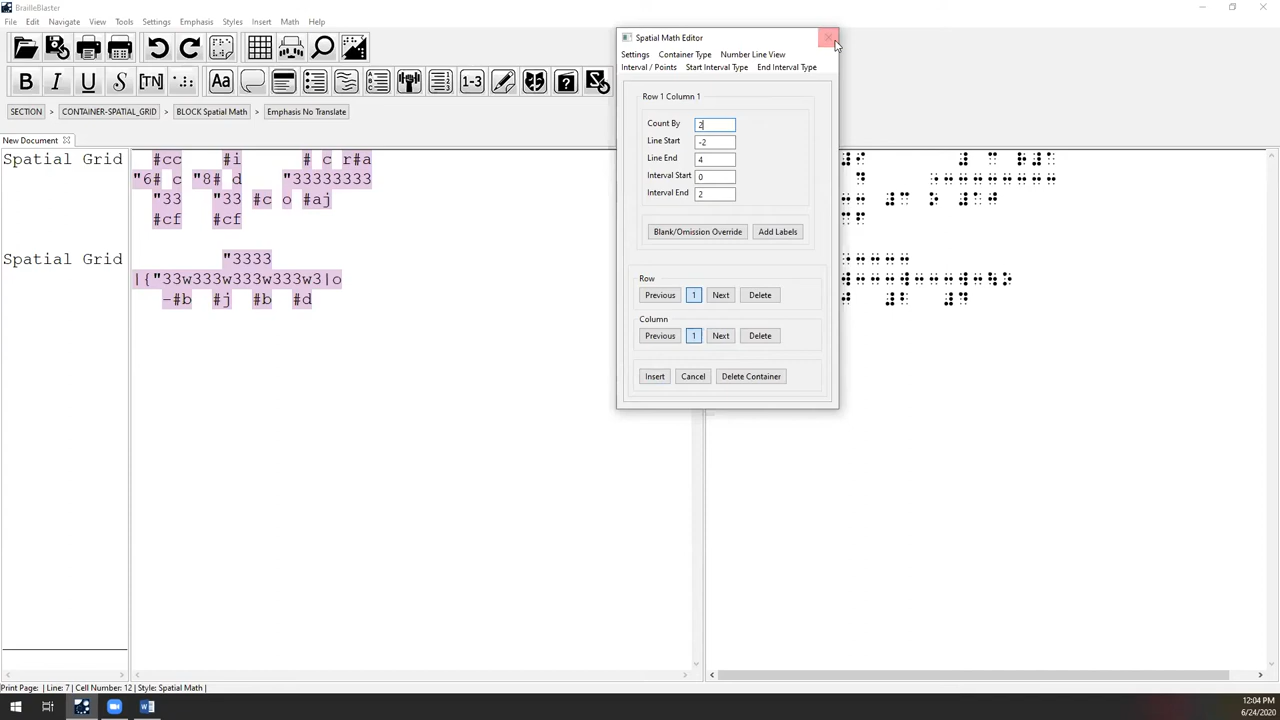 BrailleBlaster
File Edit Navigate View Tools Settings Emphasis Styles Insert Math Help
B I U S [TN] Aa 1-3
SECTION > CONTAINER-SPATIAL_GRID > BLOCK Spatial Math > Emphasis No Translate
New Document
Spatial Grid #cc #i # c r#a
"6# c "8# d "33333333
"33 "33 #c o #aj
#cf #cf
Spatial Grid "3333
|{"33w333w333w333w3|o
-#b #j #b #d
Spatial Math Editor
Settings Container Type Number Line View
Interval / Points Start Interval Type End Interval Type
Row 1 Column 1
Count By 2
Line Start -2
Line End 4
Interval Start 0
Interval End 2
Blank/Omission Override Add Labels
Row
Previous 1 Next Delete
Column
Previous 1 Next Delete
Insert Cancel Delete Container
Print Page: | Line: 7 | Cell Number: 12 | Style: Spatial Math |
12:04 PM
6/24/2020